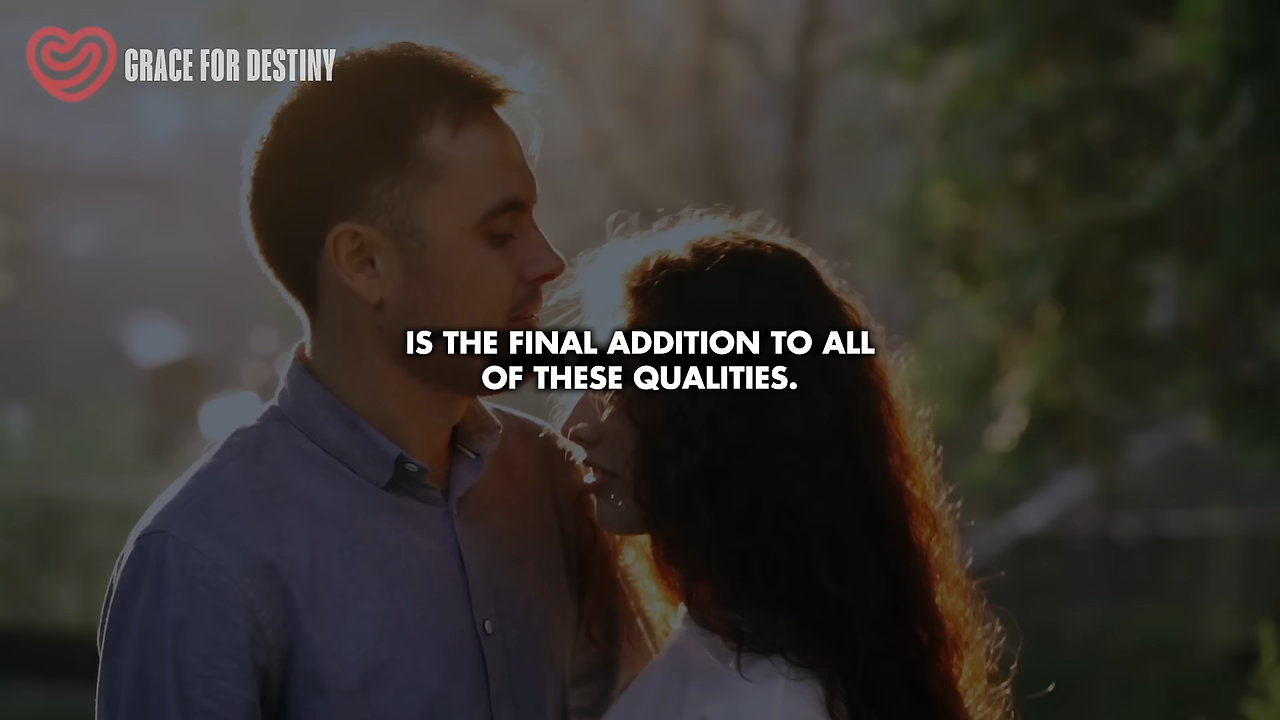 GRACE FOR DESTINY
IS THE FINAL ADDITION TO ALL
OF THESE QUALITIES.